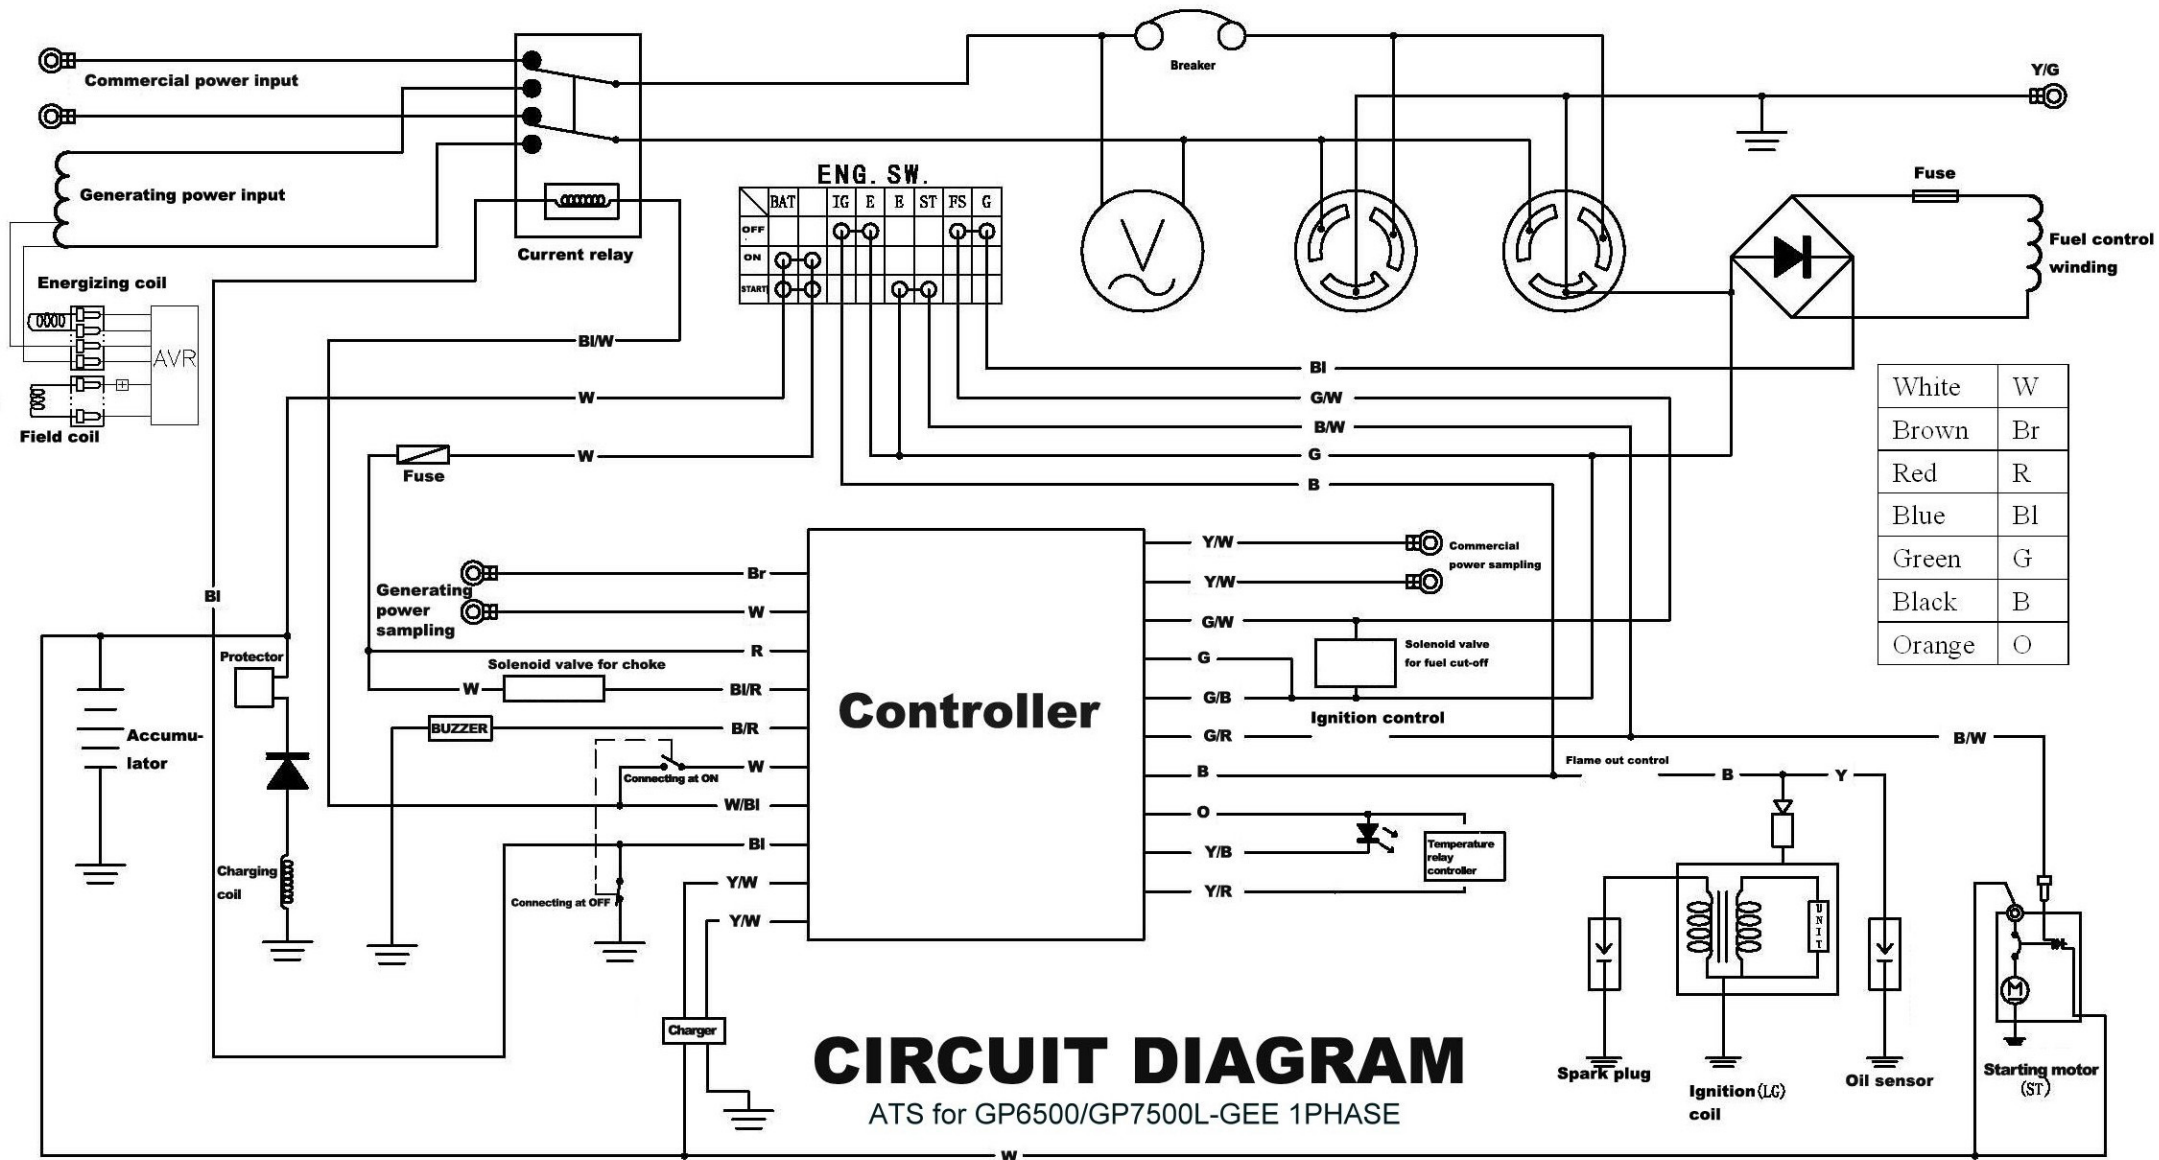 Commercial power input
Generating power input
Current relay
Breaker
Y/G
ENG. SW.
BAT IG E E ST FS G
OFF
ON
START
V
Fuse
Fuel control
winding
Energizing coil
AVR
Field coil
Bl/W
W
W
Fuse
Bl
G/W
B/W
G
B
White W
Brown Br
Red R
Blue Bl
Green G
Black B
Orange O
Bl
Generating
power
sampling
Br
W
R
Solenoid valve for choke
W
Bl/R
BUZZER
B/R
W
Connecting at ON
W/Bl
Bl
Connecting at OFF
Y/W
Y/W
Controller
Y/W
Y/W
Commercial
power sampling
G/W
G
G/B
Solenoid valve
for fuel cut-off
Ignition control
G/R
B
O
Y/B
Y/R
Temperature
relay
controller
Flame out control
B/W
B
Y
Protector
Accumu-
lator
Charging
coil
Charger
UNIT
M
Spark plug
Ignition(LG)
coil
Oil sensor
Starting motor
(ST)
CIRCUIT DIAGRAM
ATS for GP6500/GP7500L-GEE 1PHASE
W